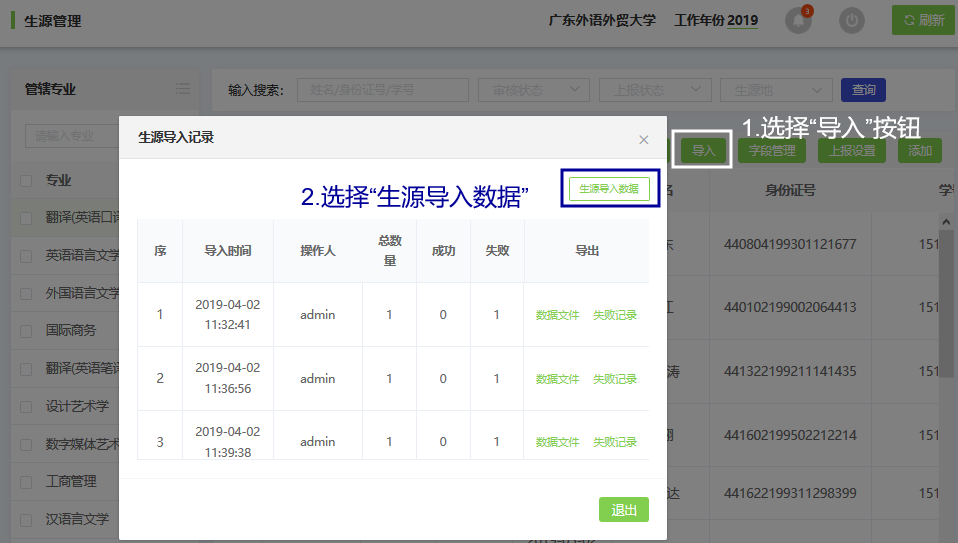 生源管理
广东外语外贸大学 工作年份 2019
3
刷新
管辖专业
输入搜索： 姓名/身份证号/学号 审核状态 上报状态 生源地 查询
请输入专业
1.选择“导入”按钮
导入 字段管理 上报设置 添加
生源导入记录
2.选择“生源导入数据”
生源导入数据
专业
名 身份证号 学
序 导入时间 操作人 总数量 成功 失败 导出
翻译(英语口译
英语语言文学
外国语言文学
国际商务
翻译(英语笔译
设计艺术学
数字媒体艺术
工商管理
汉语言文学
1 2019-04-02 11:32:41 admin 1 0 1 数据文件 失败记录
2 2019-04-02 11:36:56 admin 1 0 1 数据文件 失败记录
3 2019-04-02 11:39:38 admin 1 0 1 数据文件 失败记录
440804199301121677 151
440102199002064413 151
涛 441322199211141435 151
441602199502212214 151
达 441622199311298399 151
退出